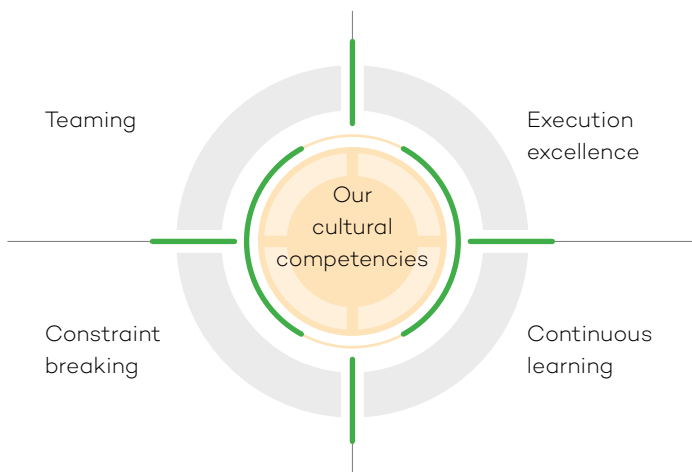 Teaming
Execution
excellence
Our
cultural
competencies
Constraint
breaking
Continuous
learning